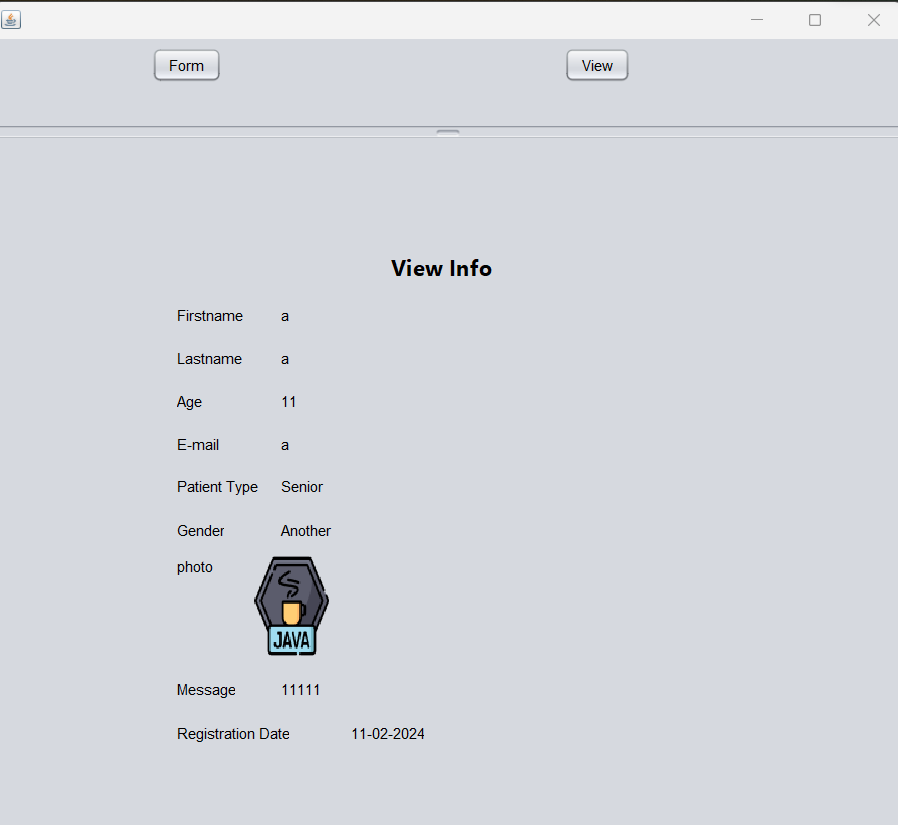 Form View
View Info
Firstname a
Lastname a
Age 11
E-mail a
Patient Type Senior
Gender Another
photo
JAVA
Message 11111
Registration Date 11-02-2024